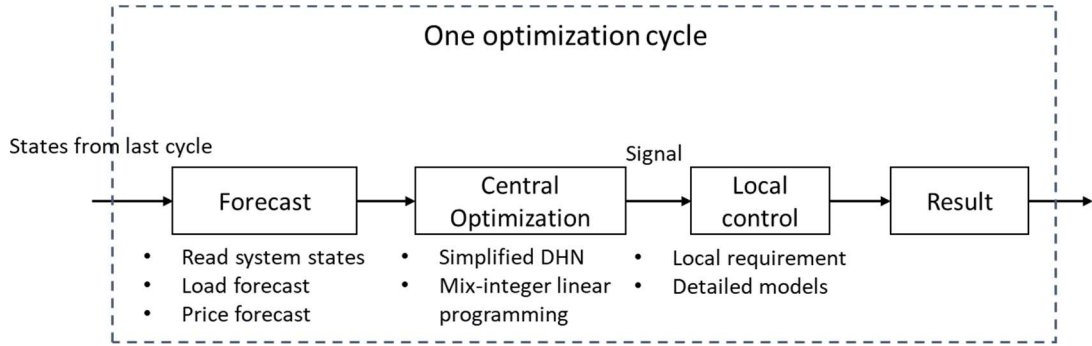 One optimization cycle
States from last cycle
Signal
Forecast
Central
Optimization
Local
control
Result
• Read system states
• Load forecast
• Price forecast
• Simplified DHN
• Mix-integer linear
programming
• Local requirement
• Detailed models